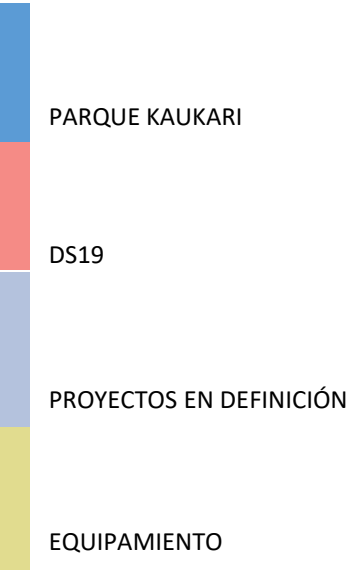 PARQUE KAUKARI
DS19
PROYECTOS EN DEFINICIÓN
EQUIPAMIENTO